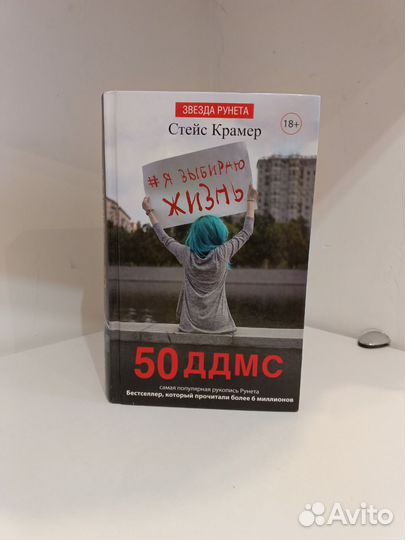 ЗВЕЗДА РУНЕТА
Стейс Крамер
18+
#Я ВЫБИРАЮ
ЖИЗНЬ
50 ДДМС
самая популярная рукопись Рунета
Бестселлер, который прочитали более 6 миллионов
Avito